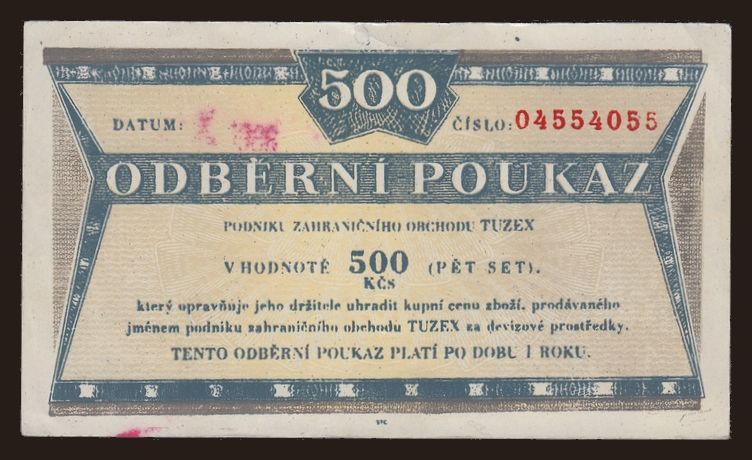 500
DATUM:
ČÍSLO: 04554055
ODBĚRNÍ POUKAZ
PODNIKU ZAHRANIČNÍHO OBCHODU TUZEX
V HODNOTĚ 500 (PĚT SET).
KČS
který opravňuje jeho držitele uhradit kupní cenu zboží, prodávaného
jménem podniku zahraničního obchodu TUZEX za devizové prostředky.
TENTO ODBĚRNÍ POUKAZ PLATÍ PO DOBU 1 ROKU.